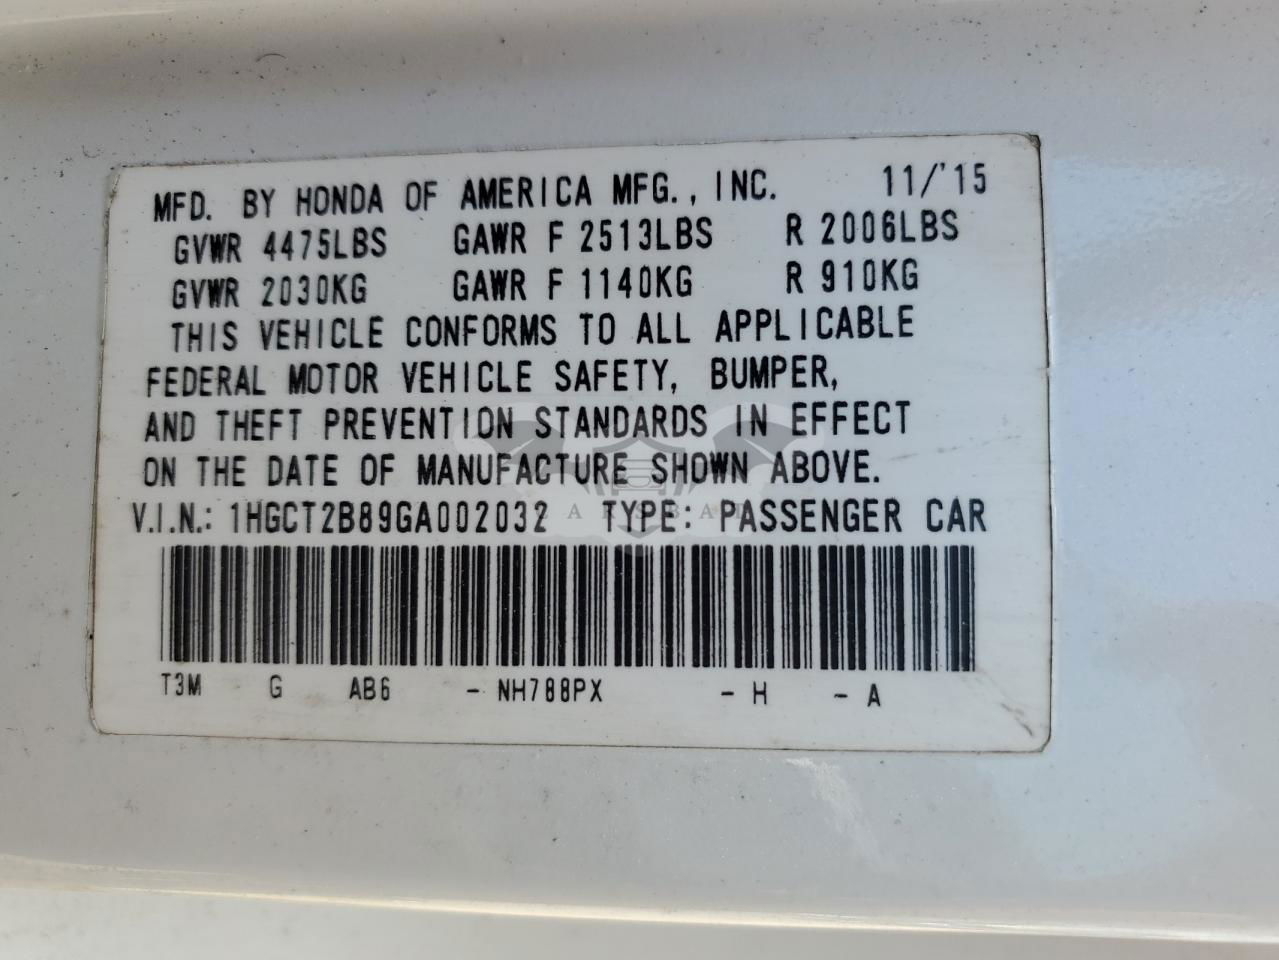 MFD. BY HONDA OF AMERICA MFG., INC. 11/'15
GVWR 4475LBS GAWR F 2513LBS R 2006LBS
GVWR 2030KG GAWR F 1140KG R 910KG
THIS VEHICLE CONFORMS TO ALL APPLICABLE
FEDERAL MOTOR VEHICLE SAFETY, BUMPER,
AND THEFT PREVENTION STANDARDS IN EFFECT
ON THE DATE OF MANUFACTURE SHOWN ABOVE.
V.I.N.: 1HGCT2B89GA002032 TYPE: PASSENGER CAR
T3M G AB6 - NH788PX - H - A